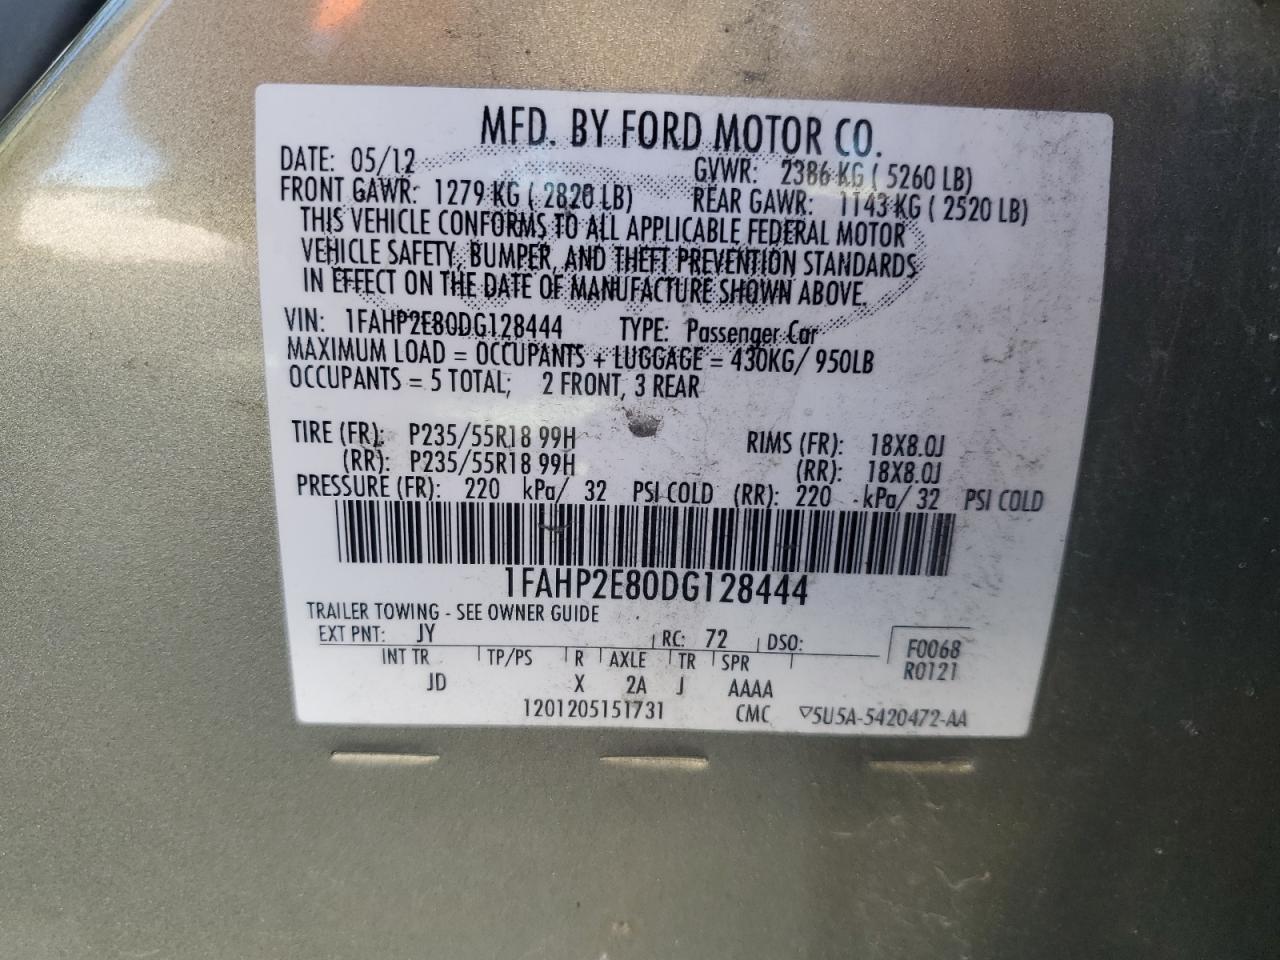 MFD. BY FORD MOTOR CO.
DATE: 05/12 GVWR: 2386 KG ( 5260 LB)
FRONT GAWR: 1279 KG ( 2820 LB) REAR GAWR: 1143 KG ( 2520 LB)
THIS VEHICLE CONFORMS TO ALL APPLICABLE FEDERAL MOTOR
VEHICLE SAFETY, BUMPER, AND THEFT PREVENTION STANDARDS
IN EFFECT ON THE DATE OF MANUFACTURE SHOWN ABOVE.
VIN: 1FAHP2E80DG128444 TYPE: Passenger Car
MAXIMUM LOAD = OCCUPANTS + LUGGAGE = 430KG/ 950LB
OCCUPANTS = 5 TOTAL; 2 FRONT, 3 REAR
TIRE (FR): P235/55R18 99H RIMS (FR): 18X8.0J
(RR): P235/55R18 99H (RR): 18X8.0J
PRESSURE (FR): 220 kPa/ 32 PSI COLD (RR): 220 kPa/ 32 PSI COLD
1FAHP2E80DG128444
TRAILER TOWING - SEE OWNER GUIDE
EXT PNT: JY RC: 72 DSO: F0068
INT TR TP/PS R AXLE TR SPR R0121
JD X 2A J AAAA
1201205151731 CMC ▽5U5A-5420472-AA